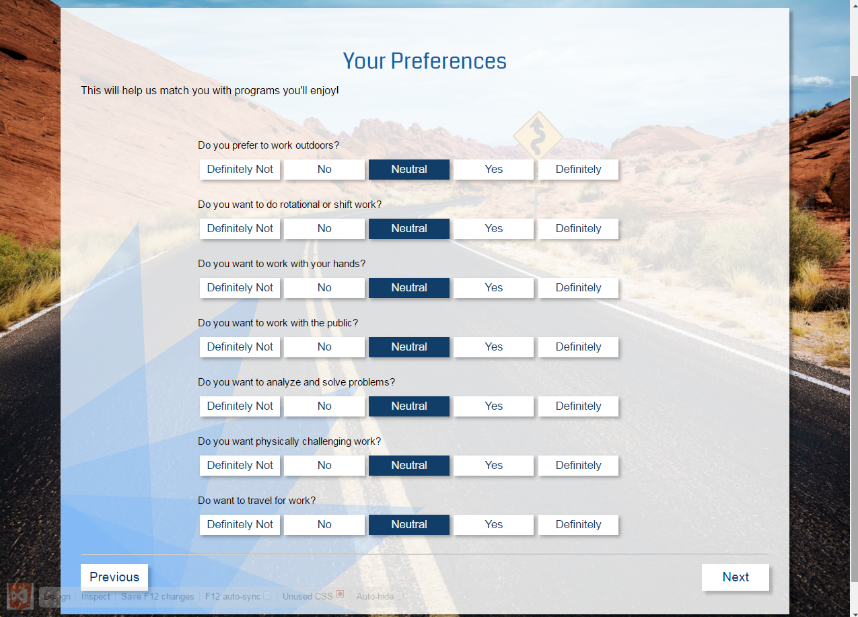 Your Preferences
This will help us match you with programs you'll enjoy!
Do you prefer to work outdoors?
Definitely Not No Neutral Yes Definitely
Do you want to do rotational or shift work?
Definitely Not No Neutral Yes Definitely
Do you want to work with your hands?
Definitely Not No Neutral Yes Definitely
Do you want to work with the public?
Definitely Not No Neutral Yes Definitely
Do you want to analyze and solve problems?
Definitely Not No Neutral Yes Definitely
Do you want physically challenging work?
Definitely Not No Neutral Yes Definitely
Do want to travel for work?
Definitely Not No Neutral Yes Definitely
Previous Next
Design Inspect Save F12 changes F12 auto-sync Unused CSS Auto-hide